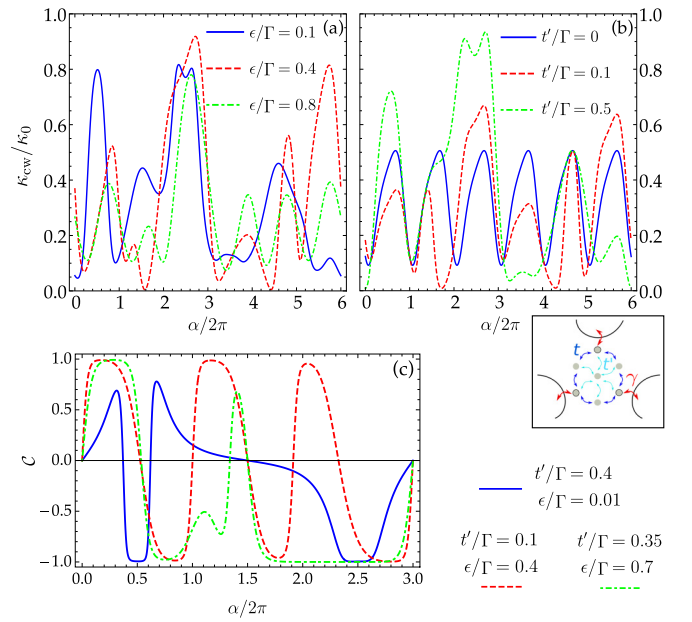 1.0 (a) ϵ/Γ = 0.1
0.8 ϵ/Γ = 0.4
0.6 ϵ/Γ = 0.8
κcw/κ0
0.4
0.2
0.0
0 1 2 3 4 5 6
α/2π
(b) t′/Γ = 0 1.0
t′/Γ = 0.1 0.8
t′/Γ = 0.5 0.6
0.4
0.2
0.0
0 1 2 3 4 5 6
α/2π
t t′ γ
1.0 (c)
0.5
C 0.0
−0.5
−1.0
0.0 0.5 1.0 1.5 2.0 2.5 3.0
α/2π
t′/Γ = 0.4
ϵ/Γ = 0.01
t′/Γ = 0.1 t′/Γ = 0.35
ϵ/Γ = 0.4 ϵ/Γ = 0.7